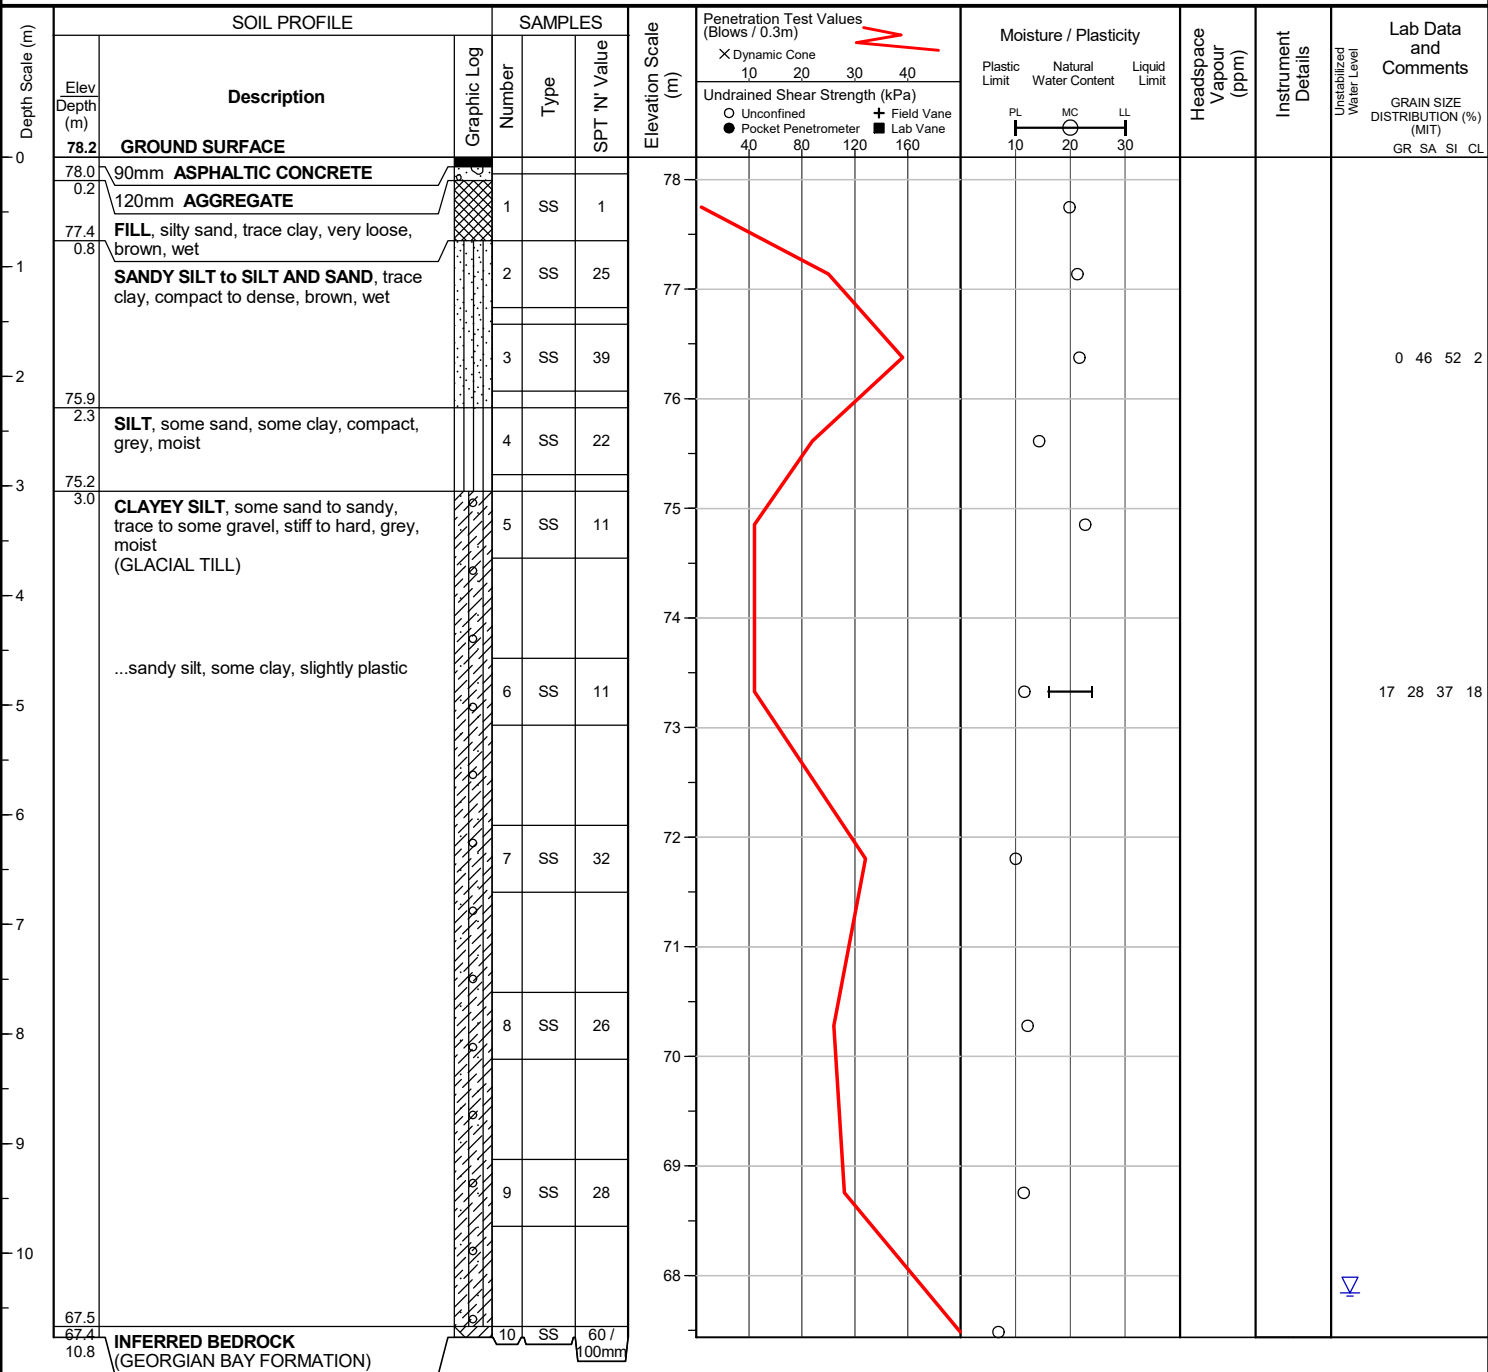 SOIL PROFILE
SAMPLES
Depth Scale (m)
Elev
Depth
(m)
Description
Graphic Log
Number
Type
SPT 'N' Value
Elevation Scale
(m)
Penetration Test Values
(Blows / 0.3m)
× Dynamic Cone
10 20 30 40
Undrained Shear Strength (kPa)
Unconfined
Field Vane
Pocket Penetrometer
Lab Vane
40 80 120 160
Moisture / Plasticity
Plastic
Limit
Natural
Water Content
Liquid
Limit
PL MC LL
10 20 30
Headspace
Vapour
(ppm)
Instrument
Details
Unstabilized
Water Level
Lab Data
and
Comments
GRAIN SIZE
DISTRIBUTION (%)
(MIT)
GR SA SI CL
78.2 GROUND SURFACE
0
78.0 90mm ASPHALTIC CONCRETE
0.2
78
120mm AGGREGATE
1 SS 1
77.4 FILL, silty sand, trace clay, very loose,
0.8 brown, wet
1
SANDY SILT to SILT AND SAND, trace
clay, compact to dense, brown, wet
2 SS 25
77
3 SS 39
0 46 52 2
2
75.9
76
2.3
SILT, some sand, some clay, compact,
grey, moist
4 SS 22
75.2
3
3.0
CLAYEY SILT, some sand to sandy,
trace to some gravel, stiff to hard, grey,
moist
(GLACIAL TILL)
75
5 SS 11
4
74
...sandy silt, some clay, slightly plastic
6 SS 11
17 28 37 18
5
73
6
72
7 SS 32
7
71
8 SS 26
8
70
9
69
9 SS 28
10
68
67.5
67.4
10.8
INFERRED BEDROCK
(GEORGIAN BAY FORMATION)
10 SS 60 /
100mm